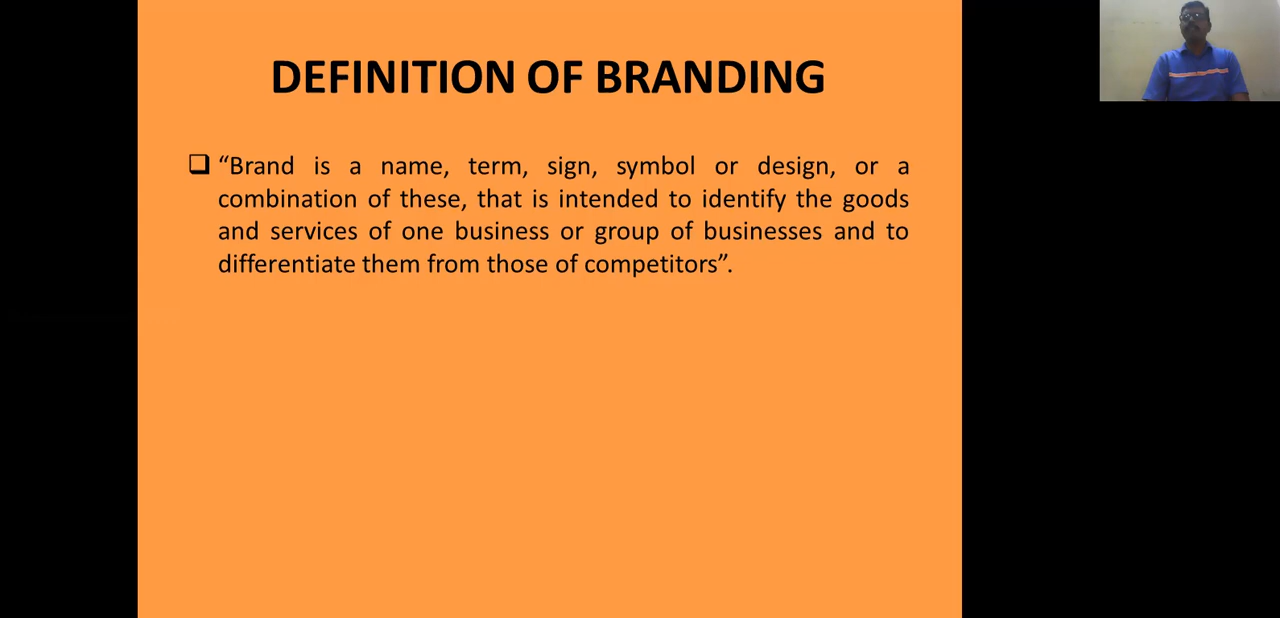 DEFINITION OF BRANDING
“Brand is a name, term, sign, symbol or design, or a
combination of these, that is intended to identify the goods
and services of one business or group of businesses and to
differentiate them from those of competitors”.